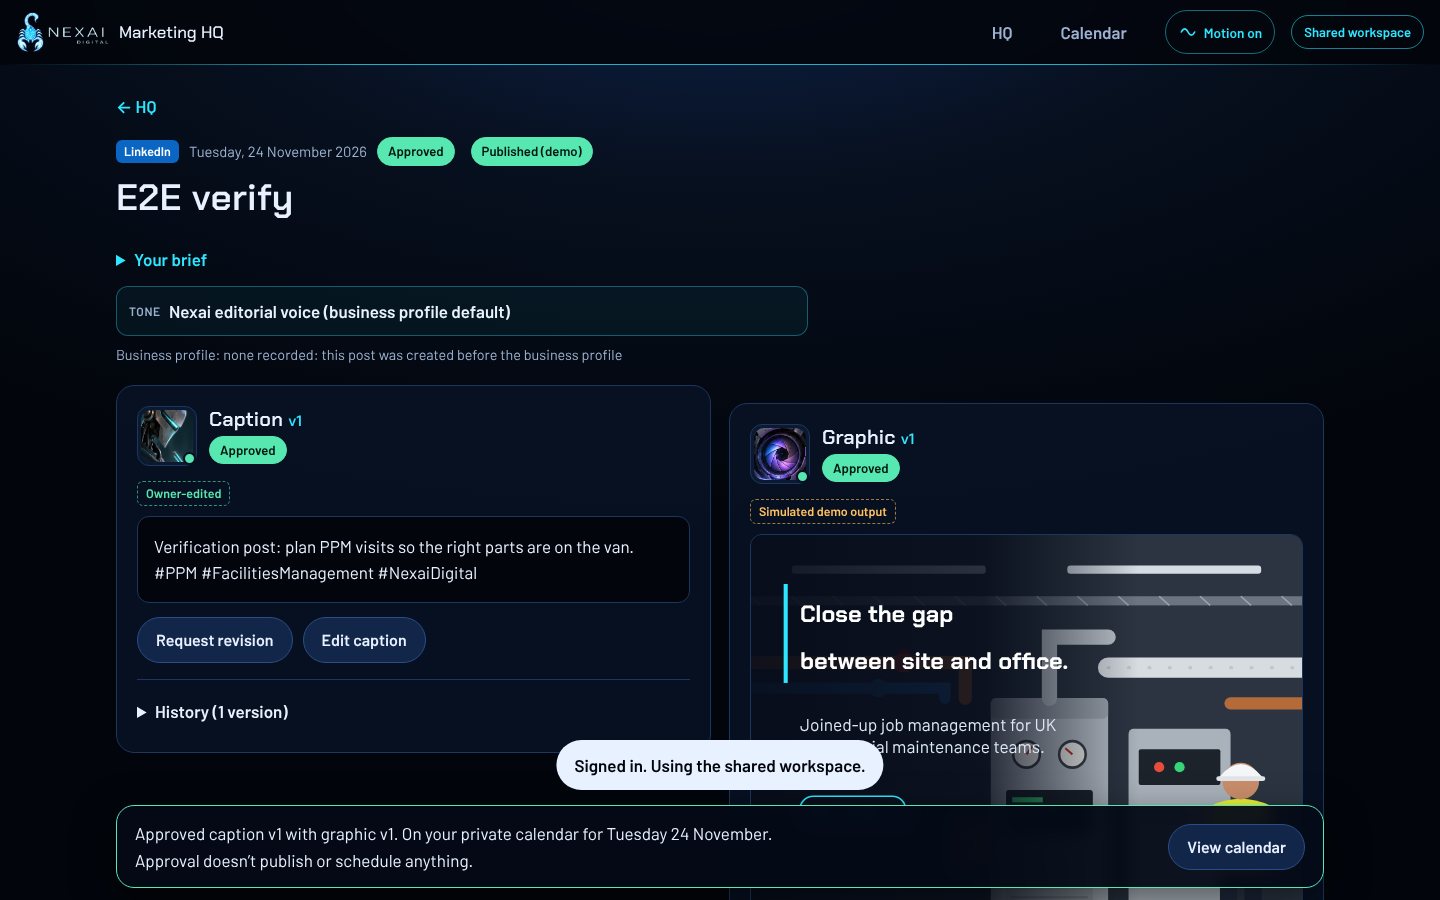 NEXAI
DIGITAL
Marketing HQ
HQ
Calendar
Motion on
Shared workspace
← HQ
LinkedIn
Tuesday, 24 November 2026
Approved
Published (demo)
E2E verify
Your brief
TONE Nexai editorial voice (business profile default)
Business profile: none recorded: this post was created before the business profile
Caption v1
Approved
Owner-edited
Verification post: plan PPM visits so the right parts are on the van.
#PPM #FacilitiesManagement #NexaiDigital
Request revision
Edit caption
History (1 version)
Graphic v1
Approved
Simulated demo output
Close the gap
between site and office.
Joined-up job management for UK
maintenance teams.
Signed in. Using the shared workspace.
Approved caption v1 with graphic v1. On your private calendar for Tuesday 24 November.
Approval doesn't publish or schedule anything.
View calendar